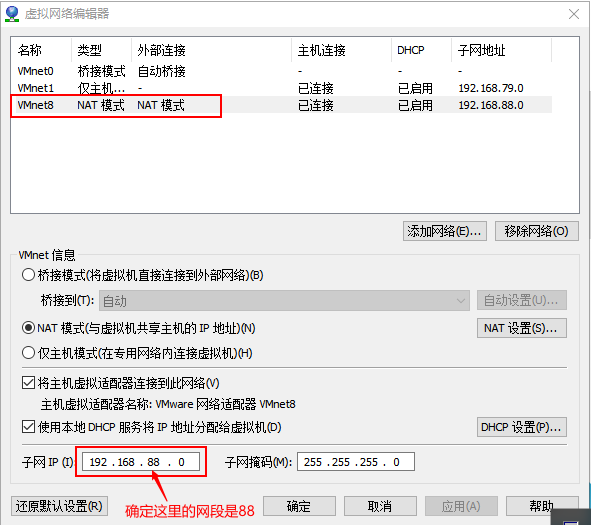 虚拟网络编辑器
名称 类型 外部连接 主机连接 DHCP 子网地址
VMnet0 桥接模式 自动桥接 - - -
VMnet1 仅主机... - 已连接 已启用 192.168.79.0
VMnet8 NAT 模式 NAT 模式 已连接 已启用 192.168.88.0
添加网络(E)... 移除网络(O)
VMnet 信息
桥接模式(将虚拟机直接连接到外部网络)(B)
桥接到(T): 自动 自动设置(U)...
NAT 模式(与虚拟机共享主机的 IP 地址)(N) NAT 设置(S)...
仅主机模式(在专用网络内连接虚拟机)(H)
将主机虚拟适配器连接到此网络(V)
主机虚拟适配器名称: VMware 网络适配器 VMnet8
使用本地 DHCP 服务将 IP 地址分配给虚拟机(D) DHCP 设置(P)...
子网 IP (I) 192 .168 . 88 . 0 子网掩码(M): 255 .255 .255 . 0
确定这里的网段是88
还原默认设置(R) 确定 取消 应用(A) 帮助